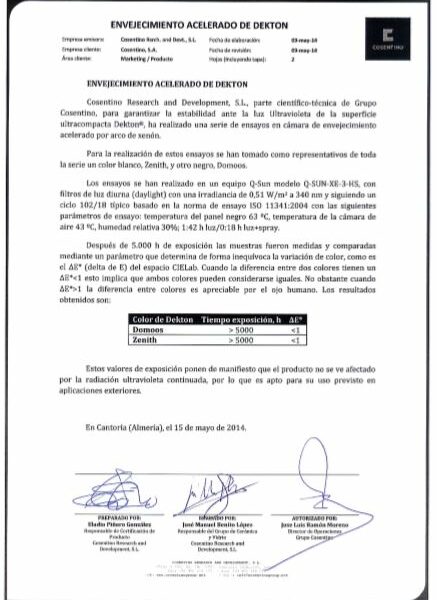 ENVEJECIMIENTO ACELERADO DE DEKTON
Empresa emisora: Cosentino Rsrch. and Devt., S.L. Fecha de elaboración: 03-may-14
Empresa cliente: Cosentino, S.A. Fecha de revisión: 03-may-14
Área cliente: Marketing / Producto Hojas (incluyendo tapa): 2
COSENTINO
ENVEJECIMIENTO ACELERADO DE DEKTON
Cosentino Research and Development, S.L., parte científico-técnica de Grupo
Cosentino, para garantizar la estabilidad ante la luz Ultravioleta de la superficie
ultracompacta Dekton®, ha realizado una serie de ensayos en cámara de envejecimiento
acelerado por arco de xenón.
Para la realización de estos ensayos se han tomado como representativos de toda
la serie un color blanco, Zenith, y otro negro, Domoos.
Los ensayos se han realizado en un equipo Q-Sun modelo Q-SUN-XE-3-HS, con
filtros de luz diurna (daylight) con una irradiancia de 0,51 W/m² a 340 nm y siguiendo un
ciclo 102/18 típico basado en la norma de ensayo ISO 11341:2004 con las siguientes
parámetros de ensayo: temperatura del panel negro 63 ºC, temperatura de la cámara de
aire 43 ºC, humedad relativa 30%; 1:42 h luz/0:18 h luz+spray.
Después de 5.000 h de exposición las muestras fueron medidas y comparadas
mediante un parámetro que determina de forma inequívoca la variación de color, como es
el ΔE* (delta de E) del espacio CIELab. Cuando la diferencia entre dos colores tienen un
ΔE*<1 esto implica que ambos colores pueden considerarse iguales. No obstante cuando
ΔE*>1 la diferencia entre colores es apreciable por el ojo humano. Los resultados
obtenidos son:
Color de Dekton Tiempo exposición, h ΔE*
Domoos > 5000 <1
Zenith > 5000 <1
Estos valores de exposición ponen de manifiesto que el producto no se ve afectado
por la radiación ultravioleta continuada, por lo que es apto para su uso previsto en
aplicaciones exteriores.
En Cantoria (Almería), el 15 de mayo de 2014.
PREPARADO POR:
Eladio Piñero González
Responsable de Certificación de
Producto
Cosentino Research and
Development, S.L.
POR:
José Manuel Benito López
Responsable del Grupo de Cerámica
y Vidrio
Cosentino Research and
Development, S.L.
AUTORIZADO POR:
Jose Luis Ramón Moreno
Director de Operaciones
Grupo Cosentino